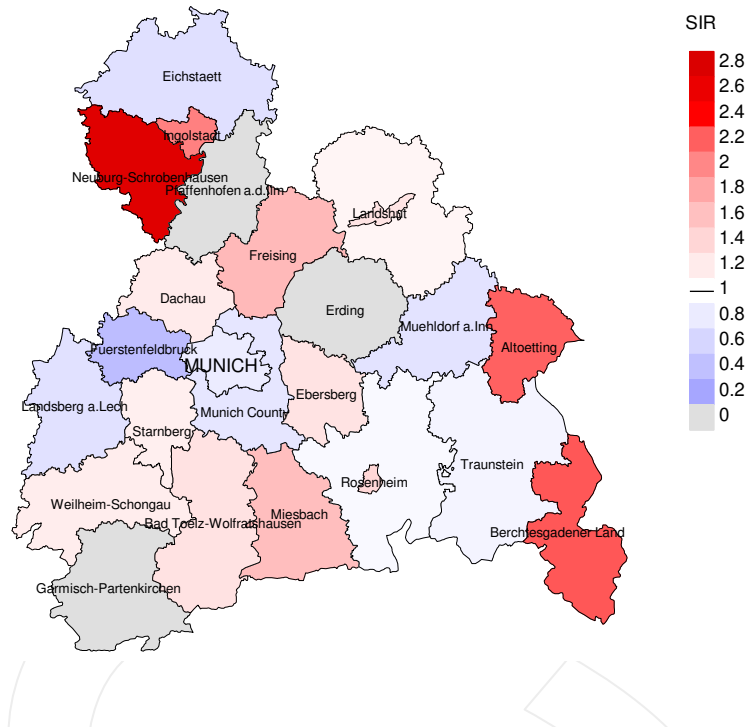 SIR
2.8
2.6
2.4
2.2
2
1.8
1.6
1.4
1.2
1
0.8
0.6
0.4
0.2
0
Eichstaett
Ingolstadt
Neuburg-Schrobenhausen
Pfaffenhofen a.d.Ilm
Landshut
Freising
Dachau
Erding
Muehldorf a.Inn
Altoetting
Fuerstenfeldbruck
MUNICH
Ebersberg
Landsberg a.Lech
Munich County
Starnberg
Traunstein
Rosenheim
Weilheim-Schongau
Miesbach
Bad Toelz-Wolfratshausen
Berchtesgadener Land
Garmisch-Partenkirchen